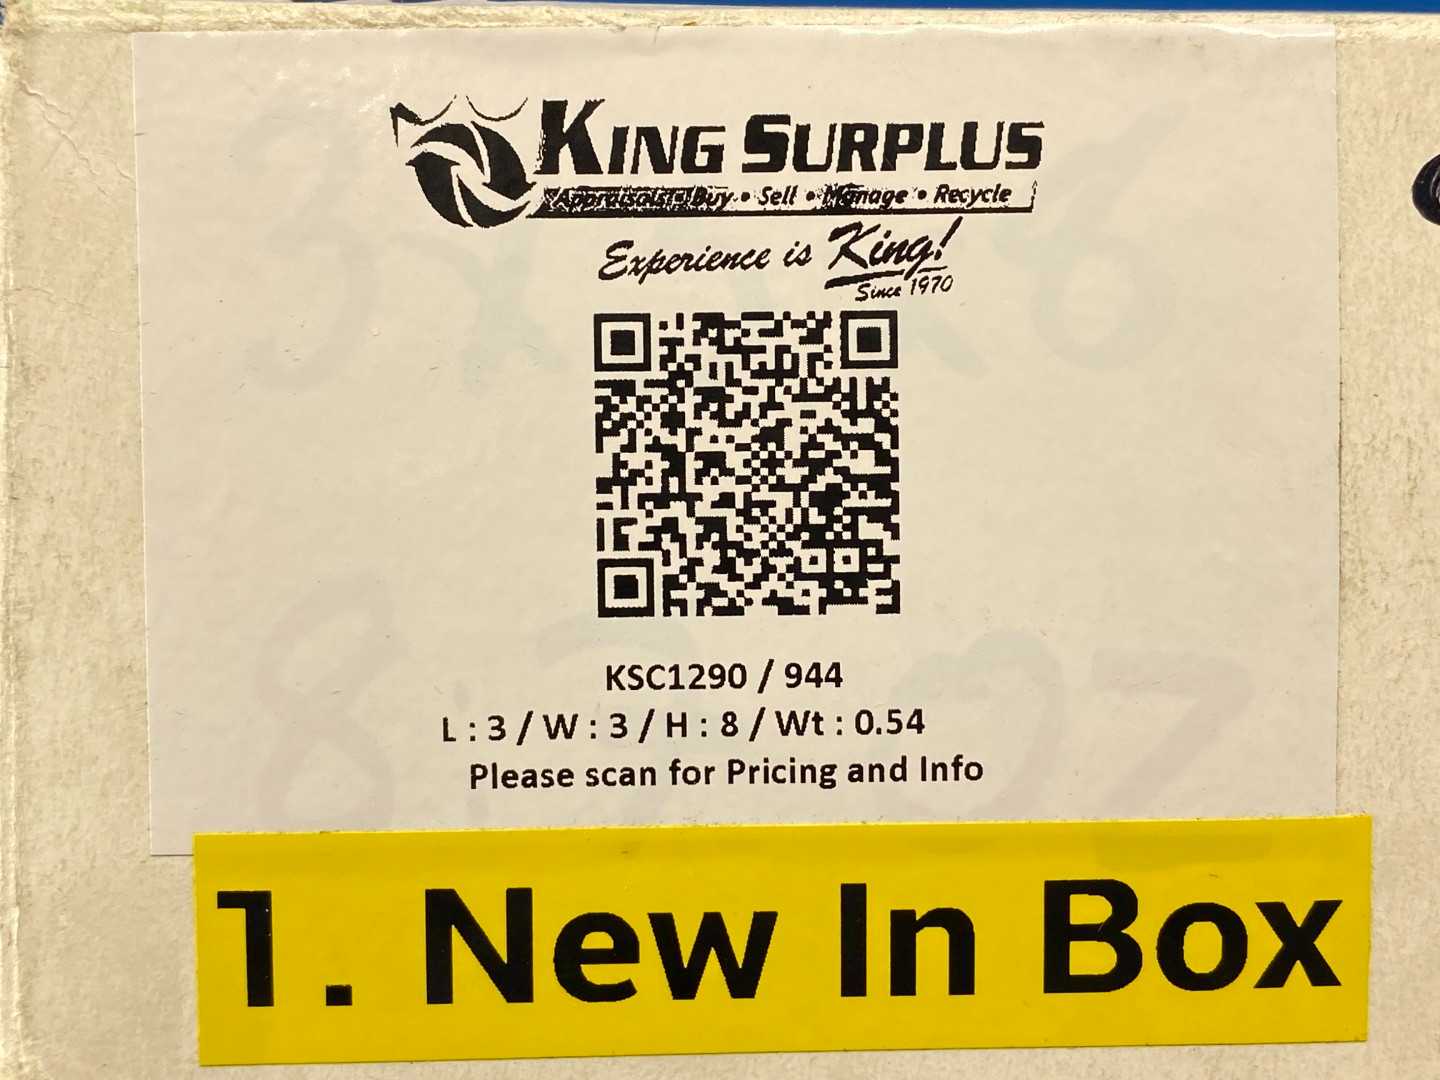 KING SURPLUS
Appraisals • Buy • Sell • Manage • Recycle
Experience is King!
Since 1970
KSC1290 / 944
L : 3 / W : 3 / H : 8 / Wt : 0.54
Please scan for Pricing and Info
1. New In Box